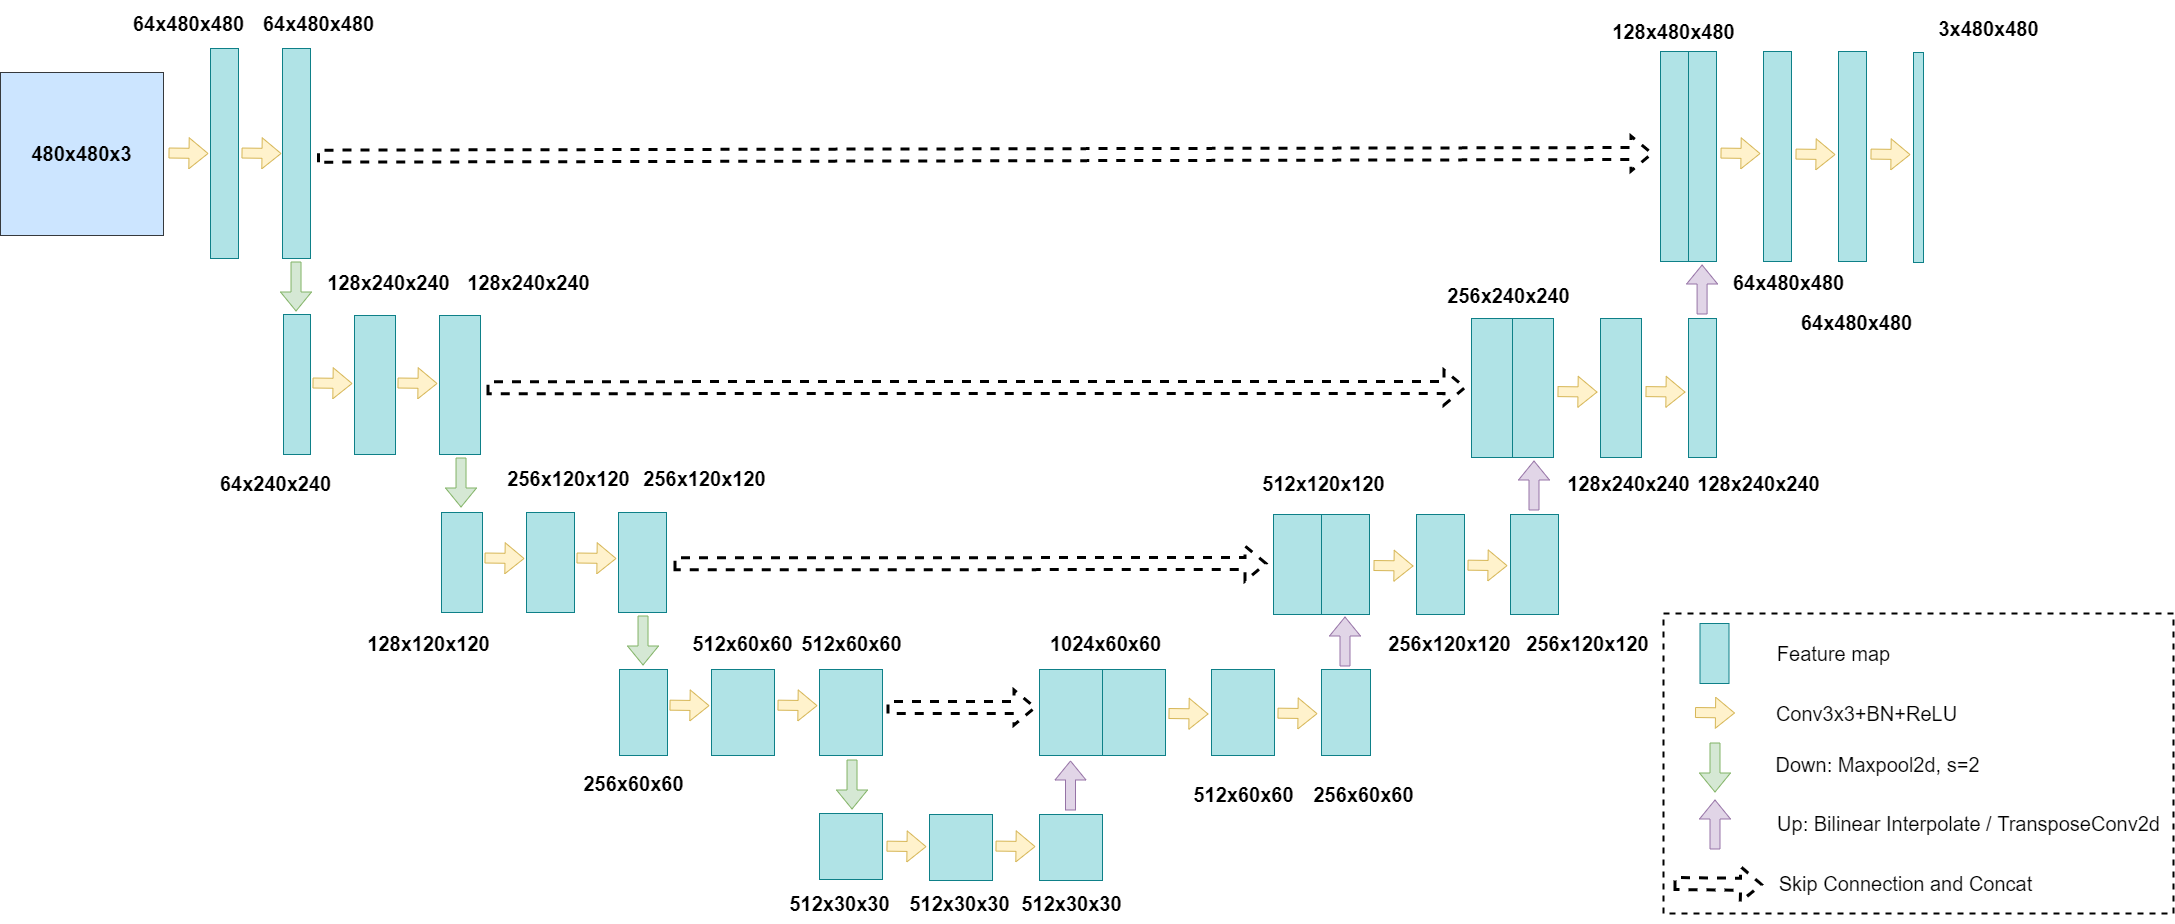 64x480x480
64x480x480
128x480x480
3x480x480
480x480x3
128x240x240
128x240x240
256x240x240
64x480x480
64x480x480
64x240x240
256x120x120
256x120x120
512x120x120
128x240x240
128x240x240
128x120x120
512x60x60
512x60x60
1024x60x60
256x120x120
256x120x120
256x60x60
512x60x60
256x60x60
512x30x30
512x30x30
512x30x30
Feature map
Conv3x3+BN+ReLU
Down: Maxpool2d, s=2
Up: Bilinear Interpolate / TransposeConv2d
Skip Connection and Concat